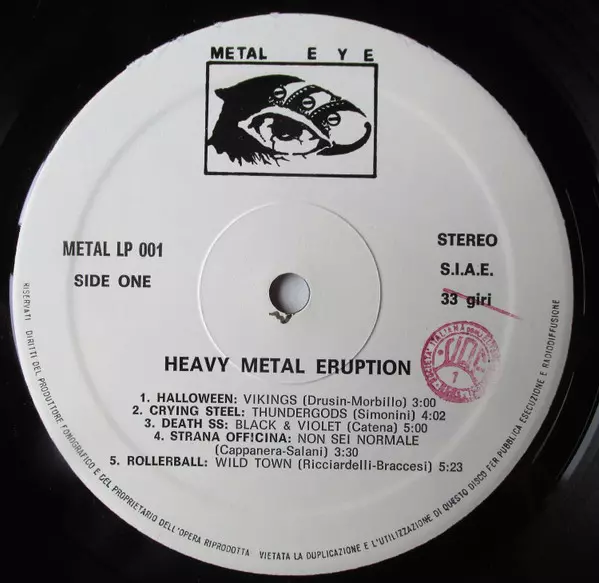 METAL EYE
METAL LP 001
SIDE ONE
STEREO
S.I.A.E.
33 giri
HEAVY METAL ERUPTION
1. HALLOWEEN: VIKINGS (Drusin-Morbillo) 3:00
2. CRYING STEEL: THUNDERGODS (Simonini) 4:02
3. DEATH SS: BLACK & VIOLET (Catena) 5:00
4. STRANA OFFICINA: NON SEI NORMALE
(Cappanera-Salani) 3:30
5. ROLLERBALL: WILD TOWN (Ricciardelli-Braccesi) 5:23
RISERVATI DIRITTI DEL PRODUTTORE FONOGRAFICO E DEL PROPRIETARIO DELL'OPERA RIPRODOTTA VIETATA LA DUPLICAZIONE E L'UTILIZZAZIONE DI QUESTO DISCO PER PUBBLICA ESECUZIONE E RADIODIFFUSIONE
SOCIETÀ ITALIANA
1